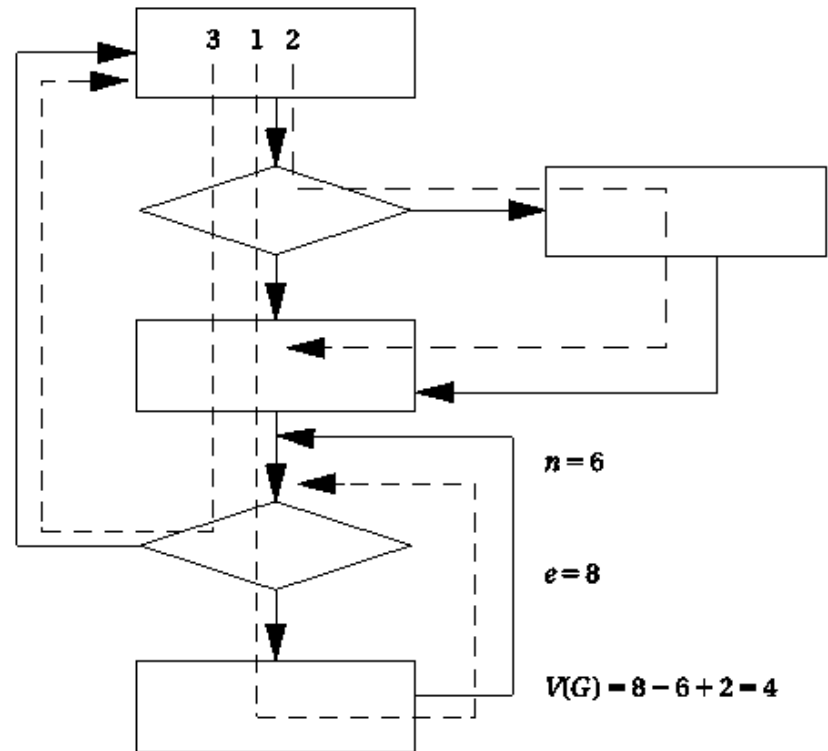 3 1 2
n = 6
e = 8
V(G) = 8 − 6 + 2 = 4